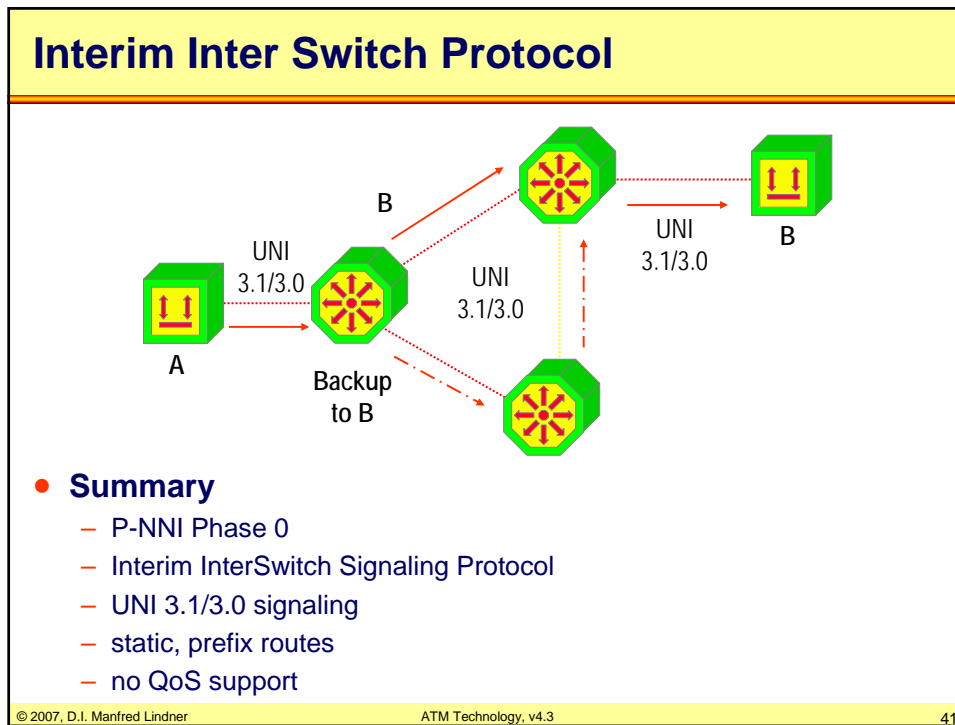 Interim Inter Switch Protocol
B
UNI
3.1/3.0
UNI
3.1/3.0
B
UNI
3.1/3.0
A
Backup
to B
• Summary
– P-NNI Phase 0
– Interim InterSwitch Signaling Protocol
– UNI 3.1/3.0 signaling
– static, prefix routes
– no QoS support
© 2007, D.I. Manfred Lindner
ATM Technology, v4.3
41